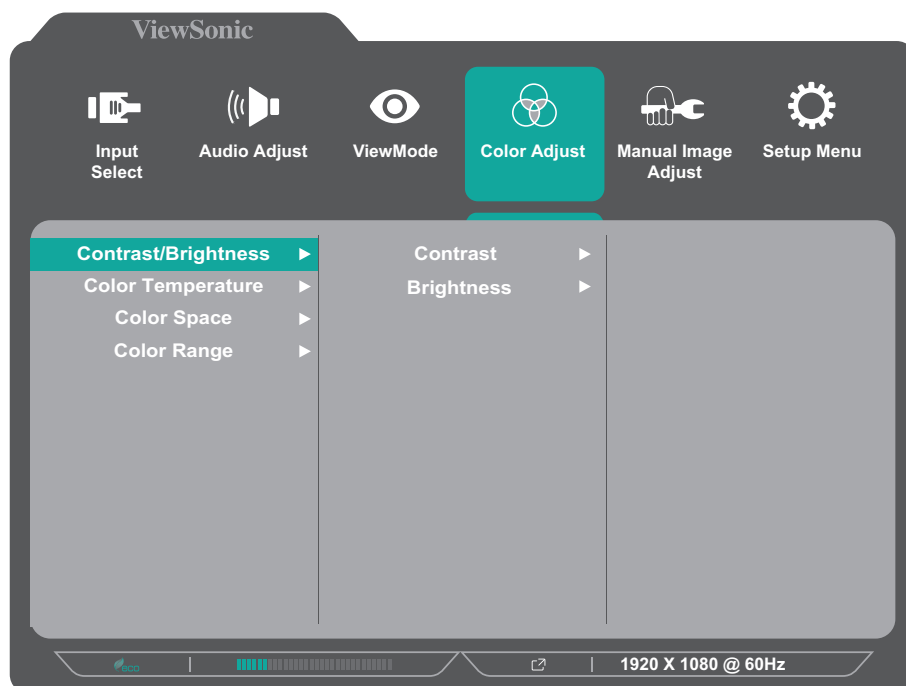 ViewSonic
Input Select
Audio Adjust
ViewMode
Color Adjust
Manual Image Adjust
Setup Menu
Contrast/Brightness
Color Temperature
Color Space
Color Range
Contrast
Brightness
eco
1920 X 1080 @ 60Hz